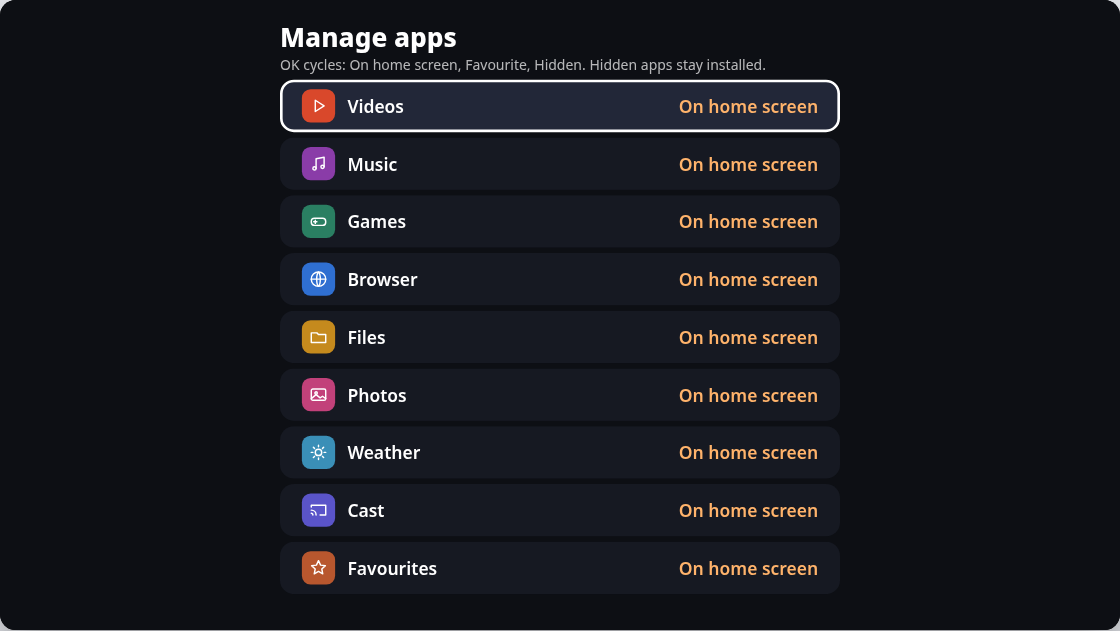 Manage apps
OK cycles: On home screen, Favourite, Hidden. Hidden apps stay installed.
Videos On home screen
Music On home screen
Games On home screen
Browser On home screen
Files On home screen
Photos On home screen
Weather On home screen
Cast On home screen
Favourites On home screen